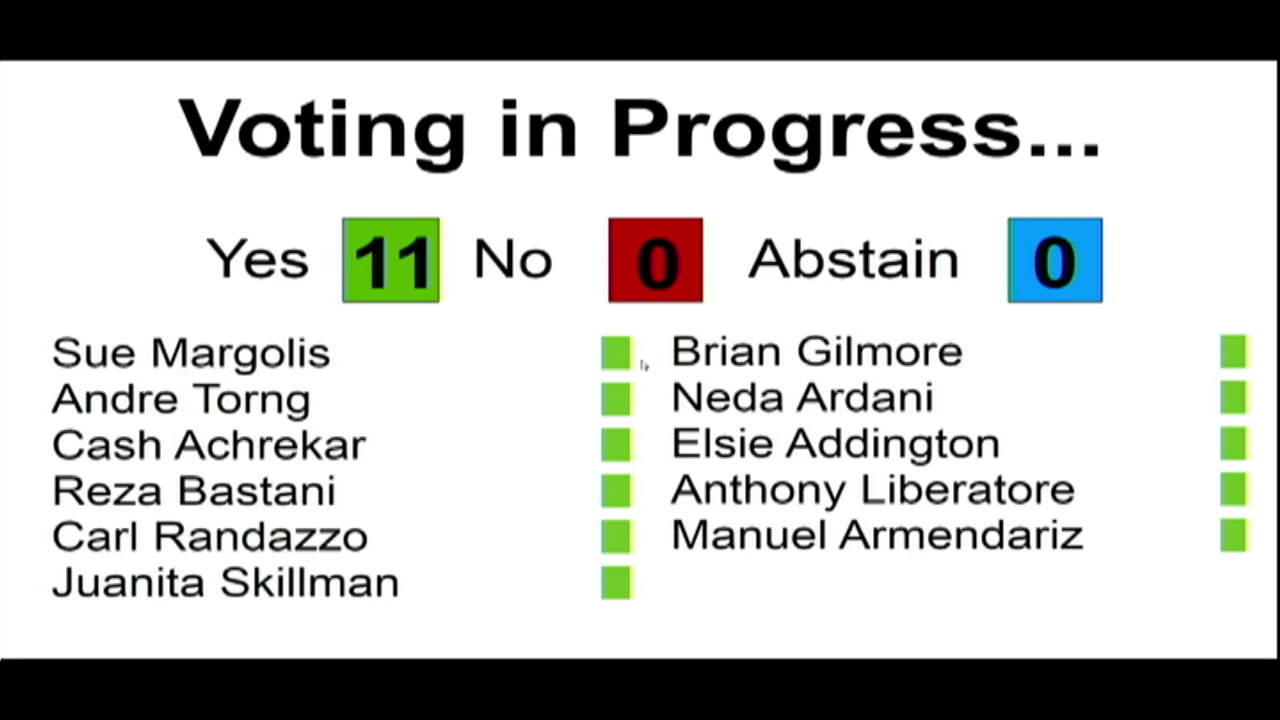 Voting in Progress...
Yes 11 No 0 Abstain 0
Sue Margolis
Andre Torng
Cash Achrekar
Reza Bastani
Carl Randazzo
Juanita Skillman
Brian Gilmore
Neda Ardani
Elsie Addington
Anthony Liberatore
Manuel Armendariz